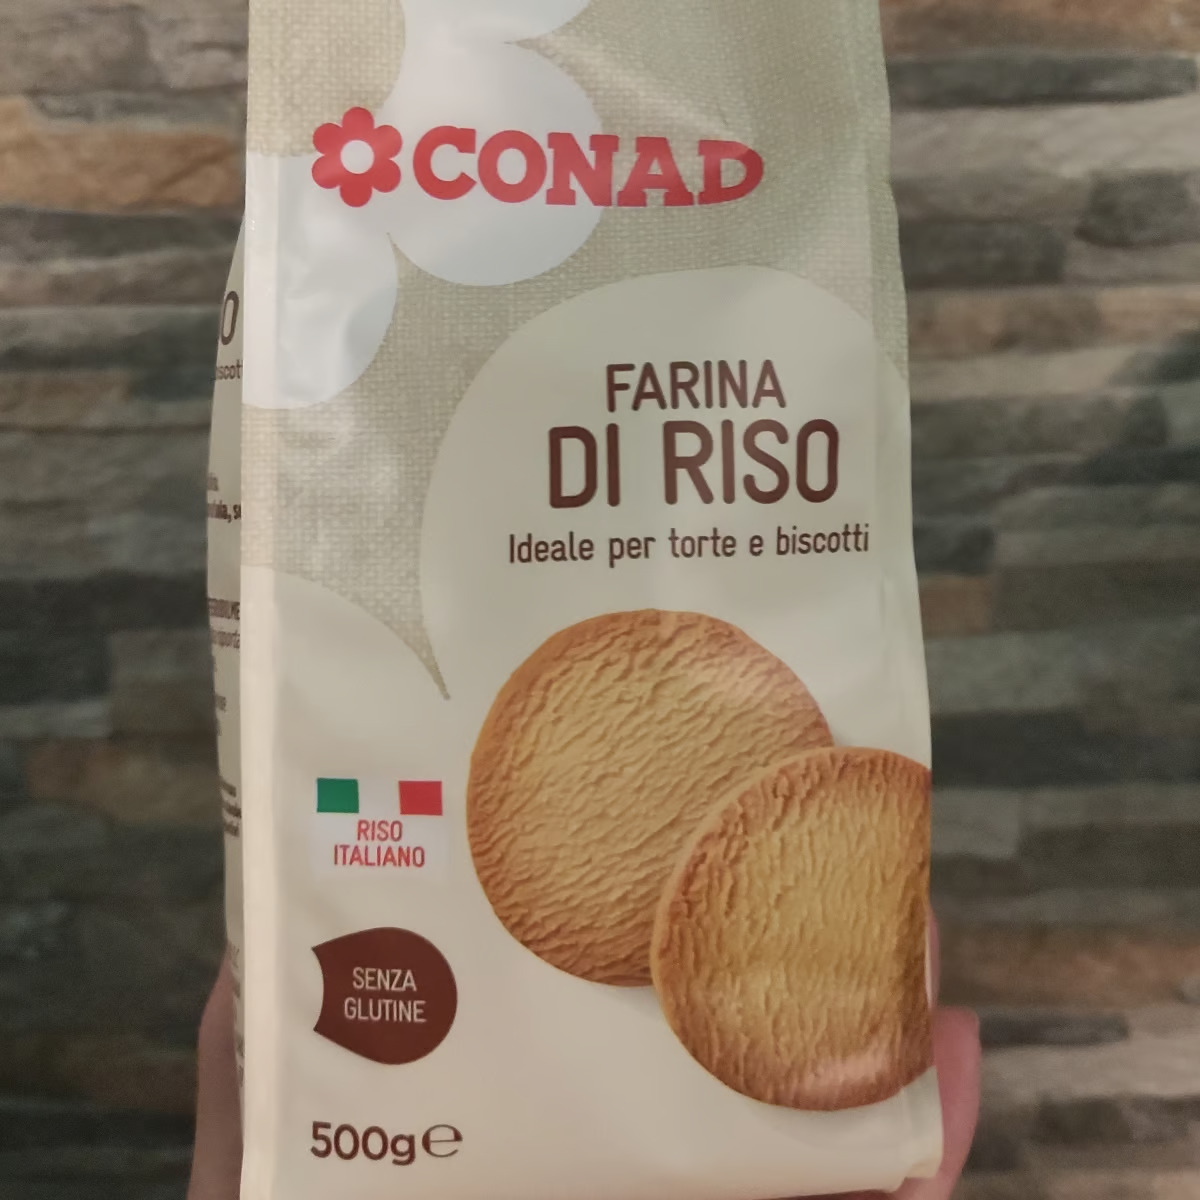 CONAD
FARINA
DI RISO
Ideale per torte e biscotti
RISO
ITALIANO
SENZA
GLUTINE
500g e